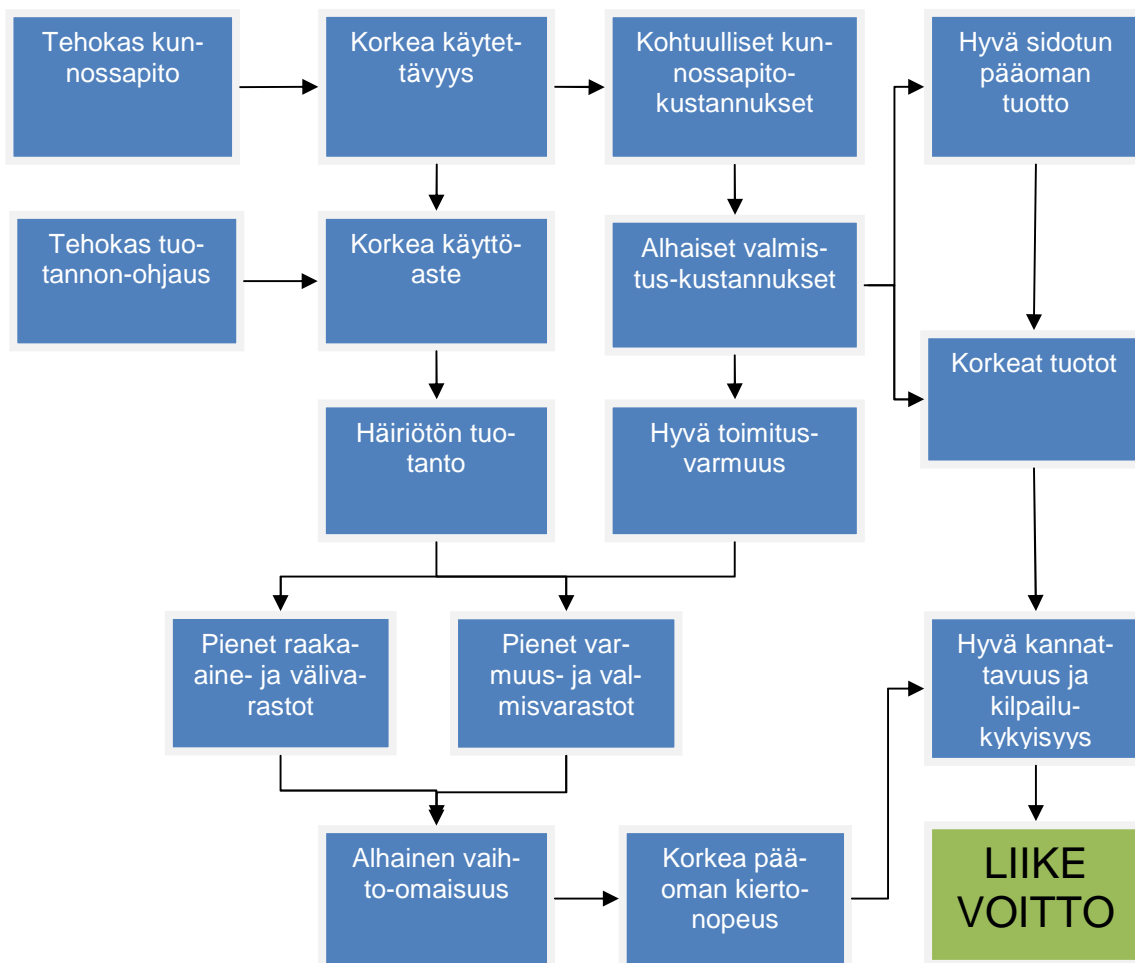 Tehokas kun-
nossapito
Korkea käytet-
tävyys
Kohtuulliset kun-
nossapito-
kustannukset
Hyvä sidotun
pääoman
tuotto
Tehokas tuo-
tannon-ohjaus
Korkea käyttö-
aste
Alhaiset valmis-
tus-kustannukset
Korkeat tuotot
Häiriötön tuo-
tanto
Hyvä toimitus-
varmuus
Pienet raaka-
aine- ja väliva-
rastot
Pienet var-
muus- ja val-
misvarastot
Hyvä kannat-
tavuus ja
kilpailu-
kykyisyys
Alhainen vaih-
to-omaisuus
Korkea pää-
oman kierto-
nopeus
LIIKE
VOITTO